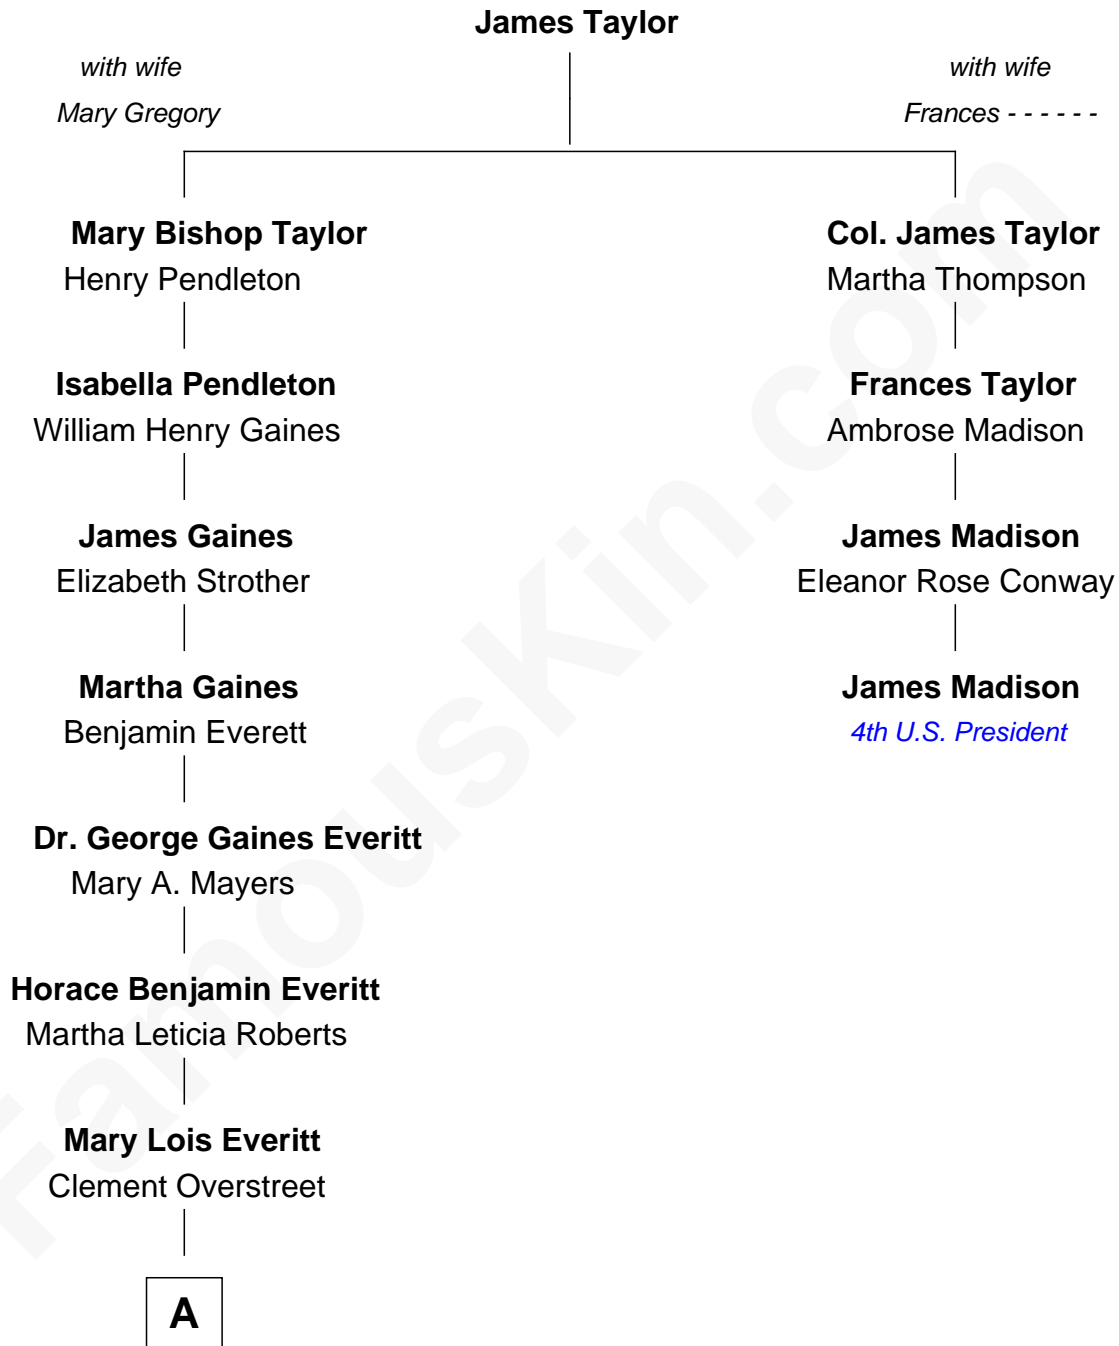 James Taylor
with wife
Mary Gregory
with wife
Frances - - - - - -
Mary Bishop Taylor
Henry Pendleton
Col. James Taylor
Martha Thompson
Isabella Pendleton
William Henry Gaines
Frances Taylor
Ambrose Madison
James Gaines
Elizabeth Strother
James Madison
Eleanor Rose Conway
Martha Gaines
Benjamin Everett
James Madison
4th U.S. President
Dr. George Gaines Everitt
Mary A. Mayers
Horace Benjamin Everitt
Martha Leticia Roberts
Mary Lois Everitt
Clement Overstreet
A
FamousKin.com